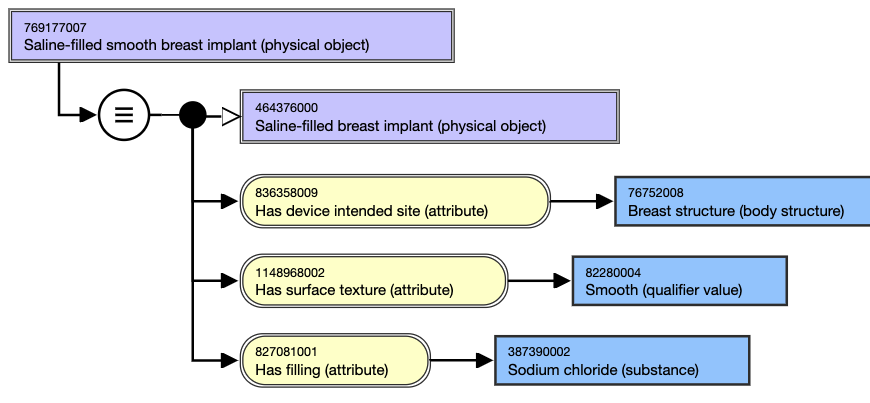 769177007
Saline-filled smooth breast implant (physical object)
464376000
Saline-filled breast implant (physical object)
836358009
Has device intended site (attribute)
76752008
Breast structure (body structure)
1148968002
Has surface texture (attribute)
82280004
Smooth (qualifier value)
827081001
Has filling (attribute)
387390002
Sodium chloride (substance)